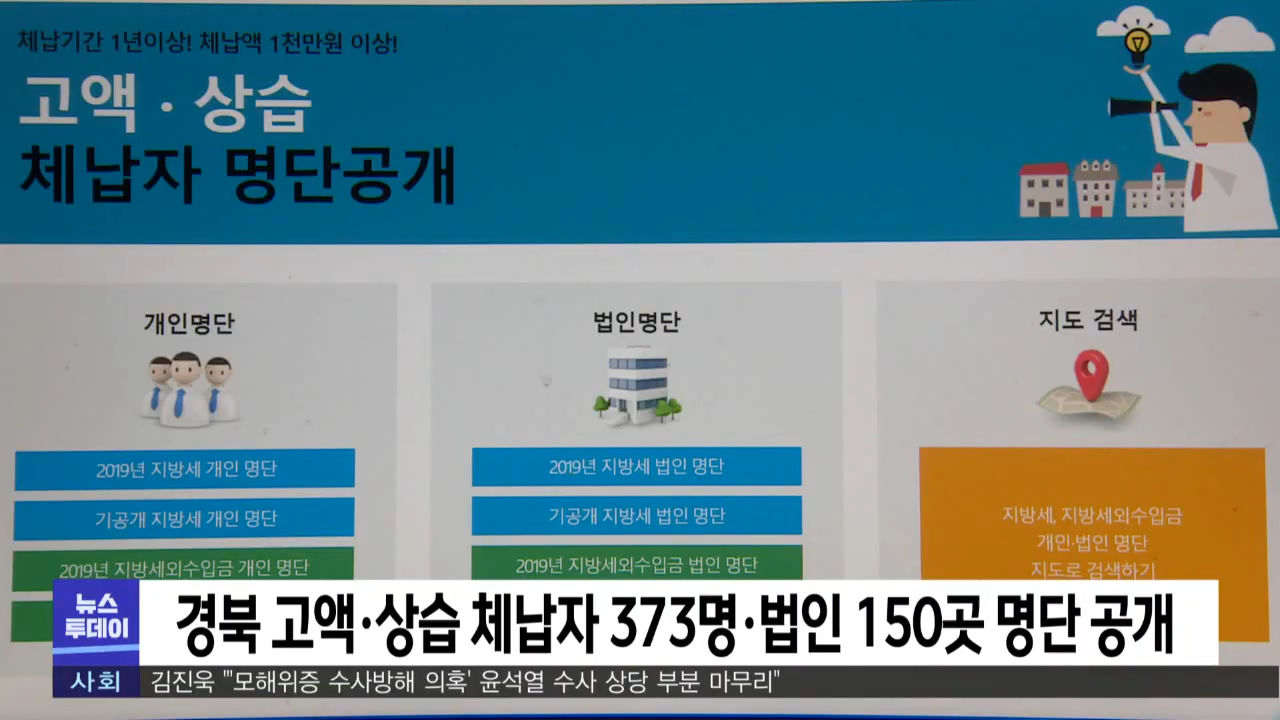 체납기간 1년이상! 체납액 1천만원 이상!
고액·상습
체납자 명단공개
개인명단
법인명단
지도 검색
2019년 지방세 개인 명단
2019년 지방세 법인 명단
기공개 지방세 개인 명단
기공개 지방세 법인 명단
지방세, 지방세외수입금
개인·법인 명단
지도로 검색하기
2019년 지방세외수입금 개인 명단
2019년 지방세외수입금 법인 명단
뉴스
투데이
경북 고액·상습 체납자 373명·법인 150곳 명단 공개
사회
김진욱 "'모해위증 수사방해 의혹' 윤석열 수사 상당 부분 마무리"